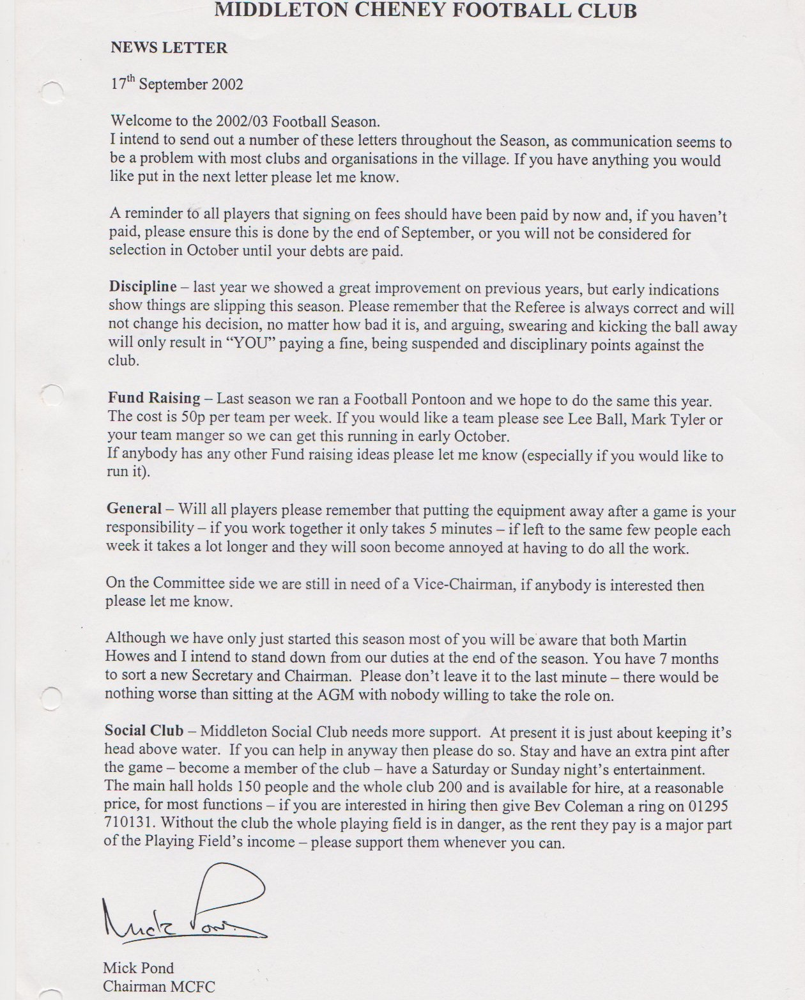 MIDDLETON CHENEY FOOTBALL CLUB
NEWS LETTER
17th September 2002
Welcome to the 2002/03 Football Season.
I intend to send out a number of these letters throughout the Season, as communication seems to
be a problem with most clubs and organisations in the village. If you have anything you would
like put in the next letter please let me know.
A reminder to all players that signing on fees should have been paid by now and, if you haven’t
paid, please ensure this is done by the end of September, or you will not be considered for
selection in October until your debts are paid.
Discipline – last year we showed a great improvement on previous years, but early indications
show things are slipping this season. Please remember that the Referee is always correct and will
not change his decision, no matter how bad it is, and arguing, swearing and kicking the ball away
will only result in “YOU” paying a fine, being suspended and disciplinary points against the
club.
Fund Raising – Last season we ran a Football Pontoon and we hope to do the same this year.
The cost is 50p per team per week. If you would like a team please see Lee Ball, Mark Tyler or
your team manger so we can get this running in early October.
If anybody has any other Fund raising ideas please let me know (especially if you would like to
run it).
General – Will all players please remember that putting the equipment away after a game is your
responsibility – if you work together it only takes 5 minutes – if left to the same few people each
week it takes a lot longer and they will soon become annoyed at having to do all the work.
On the Committee side we are still in need of a Vice-Chairman, if anybody is interested then
please let me know.
Although we have only just started this season most of you will be aware that both Martin
Howes and I intend to stand down from our duties at the end of the season. You have 7 months
to sort a new Secretary and Chairman.  Please don’t leave it to the last minute – there would be
nothing worse than sitting at the AGM with nobody willing to take the role on.
Social Club – Middleton Social Club needs more support.  At present it is just about keeping it’s
head above water.  If you can help in anyway then please do so. Stay and have an extra pint after
the game – become a member of the club – have a Saturday or Sunday night’s entertainment.
The main hall holds 150 people and the whole club 200 and is available for hire, at a reasonable
price, for most functions – if you are interested in hiring then give Bev Coleman a ring on 01295
710131. Without the club the whole playing field is in danger, as the rent they pay is a major part
of the Playing Field’s income – please support them whenever you can.
Mick Pond
Mick Pond
Chairman MCFC